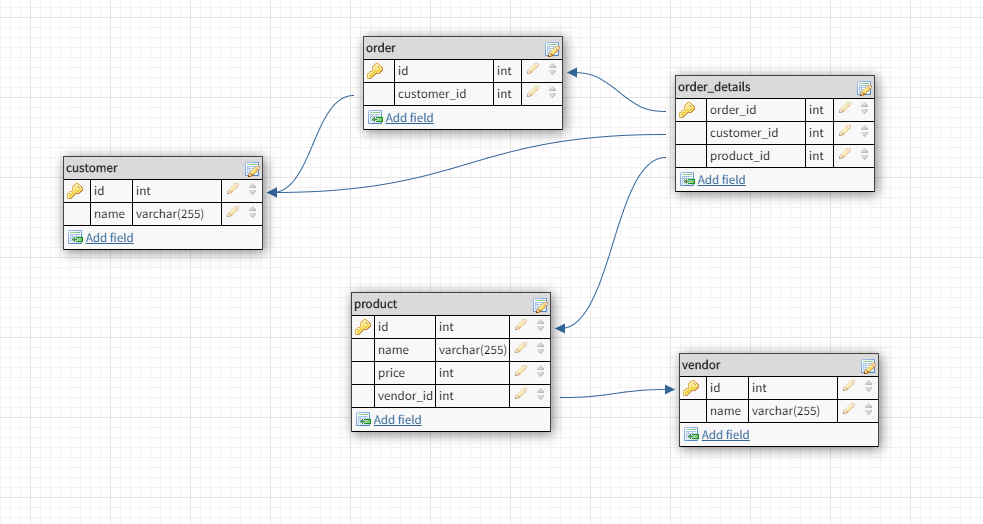 order
id int
customer_id int
Add field
order_details
order_id int
customer_id int
product_id int
Add field
customer
id int
name varchar(255)
Add field
product
id int
name varchar(255)
price int
vendor_id int
Add field
vendor
id int
name varchar(255)
Add field